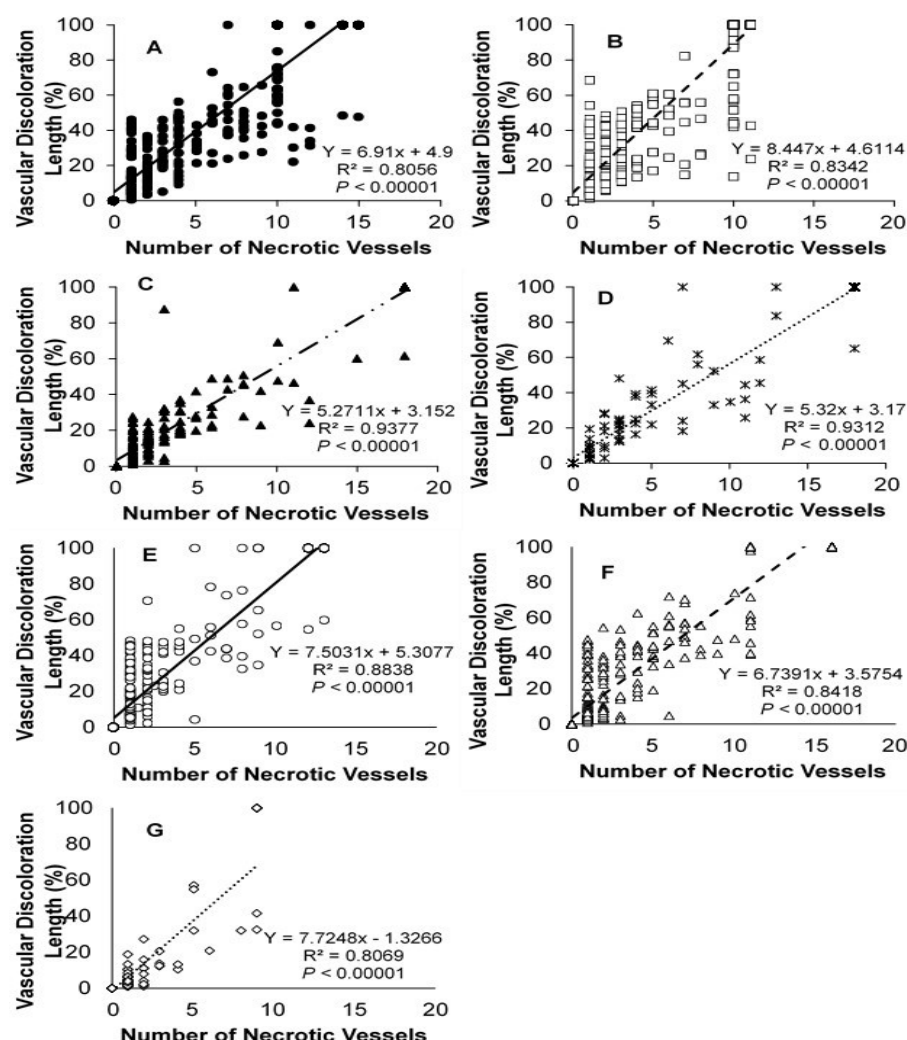 A
Vascular Discoloration
Length (%)
100
80
60
40
20
0
Y = 6.91x + 4.9
R² = 0.8056
P < 0.00001
0 5 10 15 20
Number of Necrotic Vessels
B
Vascular Discoloration
Length (%)
100
80
60
40
20
0
Y = 8.447x + 4.6114
R² = 0.8342
P < 0.00001
0 5 10 15 20
Number of Necrotic Vessels
C
Vascular Discoloration
Length (%)
100
80
60
40
20
0
Y = 5.2711x + 3.152
R² = 0.9377
P < 0.00001
0 5 10 15 20
Number of Necrotic Vessels
D
Vascular Discoloration
Length (%)
100
80
60
40
20
0
Y = 5.32x + 3.17
R² = 0.9312
P < 0.00001
0 5 10 15 20
Number of Necrotic Vessels
E
Vascular Discoloration
Length (%)
100
80
60
40
20
0
Y = 7.5031x + 5.3077
R² = 0.8838
P < 0.00001
0 5 10 15 20
Number of Necrotic Vessels
F
Vascular Discoloration
Length (%)
100
80
60
40
20
0
Y = 6.7391x + 3.5754
R² = 0.8418
P < 0.00001
0 5 10 15 20
Number of Necrotic Vessels
G
Vascular Discoloration
Length (%)
100
80
60
40
20
0
Y = 7.7248x - 1.3266
R² = 0.8069
P < 0.00001
0 5 10 15 20
Number of Necrotic Vessels